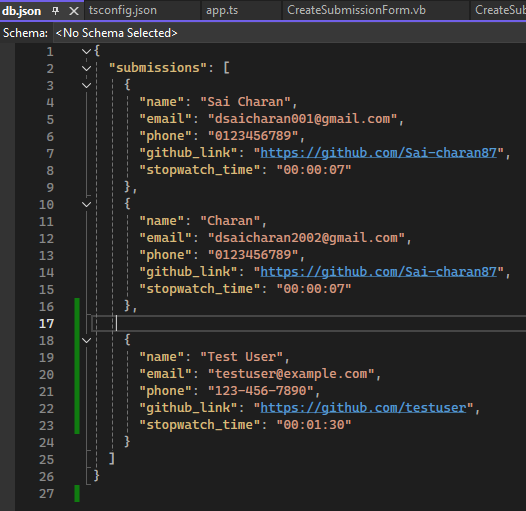 db.json tsconfig.json app.ts CreateSubmissionForm.vb CreateSub
Schema: <No Schema Selected>
1 {
2 "submissions": [
3 {
4 "name": "Sai Charan",
5 "email": "dsaicharan001@gmail.com",
6 "phone": "0123456789",
7 "github_link": "https://github.com/Sai-charan87",
8 "stopwatch_time": "00:00:07"
9 },
10 {
11 "name": "Charan",
12 "email": "dsaicharan2002@gmail.com",
13 "phone": "0123456789",
14 "github_link": "https://github.com/Sai-charan87",
15 "stopwatch_time": "00:00:07"
16 },
17
18 {
19 "name": "Test User",
20 "email": "testuser@example.com",
21 "phone": "123-456-7890",
22 "github_link": "https://github.com/testuser",
23 "stopwatch_time": "00:01:30"
24 }
25 ]
26 }
27